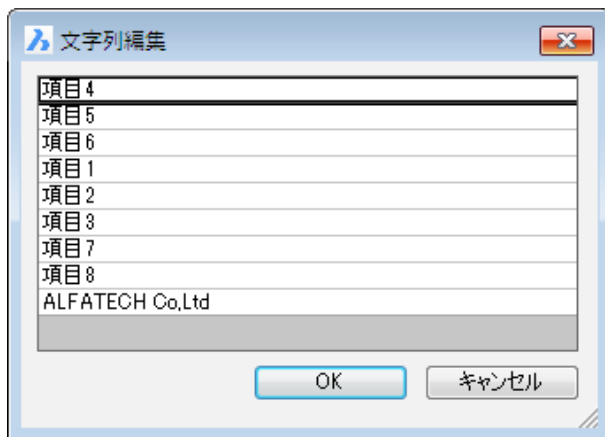 文字列編集
項目4
項目5
項目6
項目1
項目2
項目3
項目7
項目8
ALFATECH Co,Ltd
OK
キャンセル